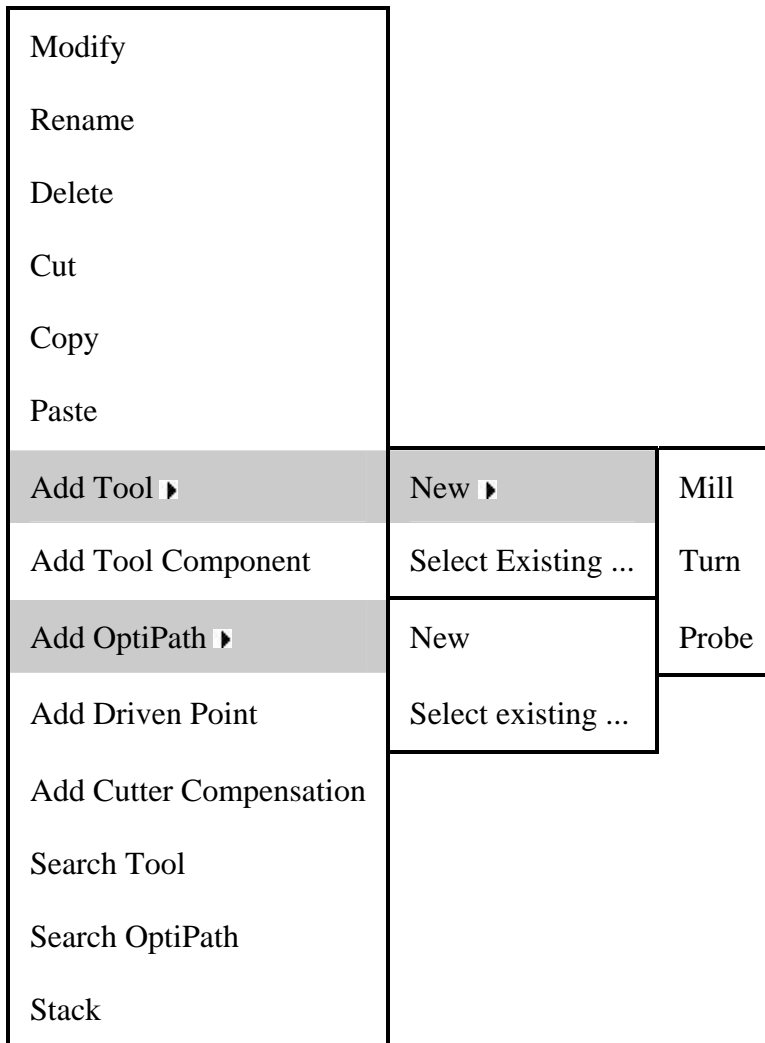 Modify
Rename
Delete
Cut
Copy
Paste
Add Tool
New
Mill
Add Tool Component
Select Existing ...
Turn
Add OptiPath
New
Probe
Add Driven Point
Select existing ...
Add Cutter Compensation
Search Tool
Search OptiPath
Stack